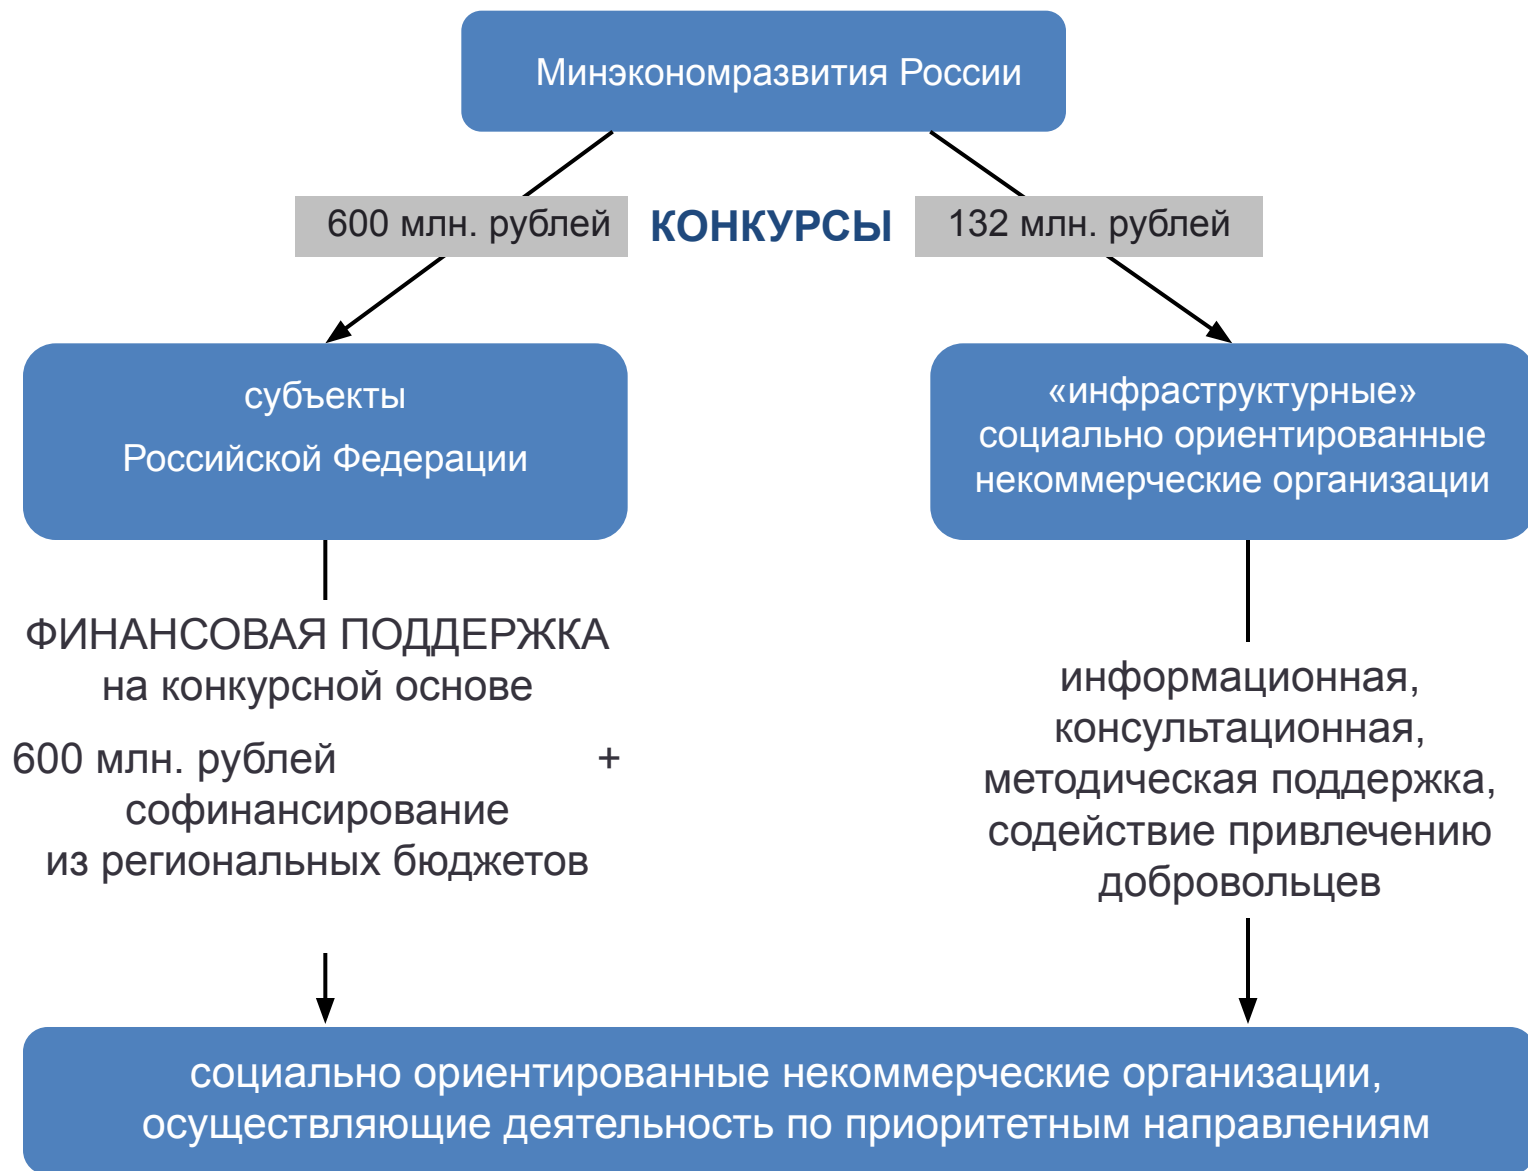 Минэкономразвития России
600 млн. рублей
КОНКУРСЫ
132 млн. рублей
субъекты
Российской Федерации
«инфраструктурные»
социально ориентированные
некоммерческие организации
ФИНАНСОВАЯ ПОДДЕРЖКА
на конкурсной основе
600 млн. рублей +
софинансирование
из региональных бюджетов
информационная,
консультационная,
методическая поддержка,
содействие привлечению
добровольцев
социально ориентированные некоммерческие организации,
осуществляющие деятельность по приоритетным направлениям